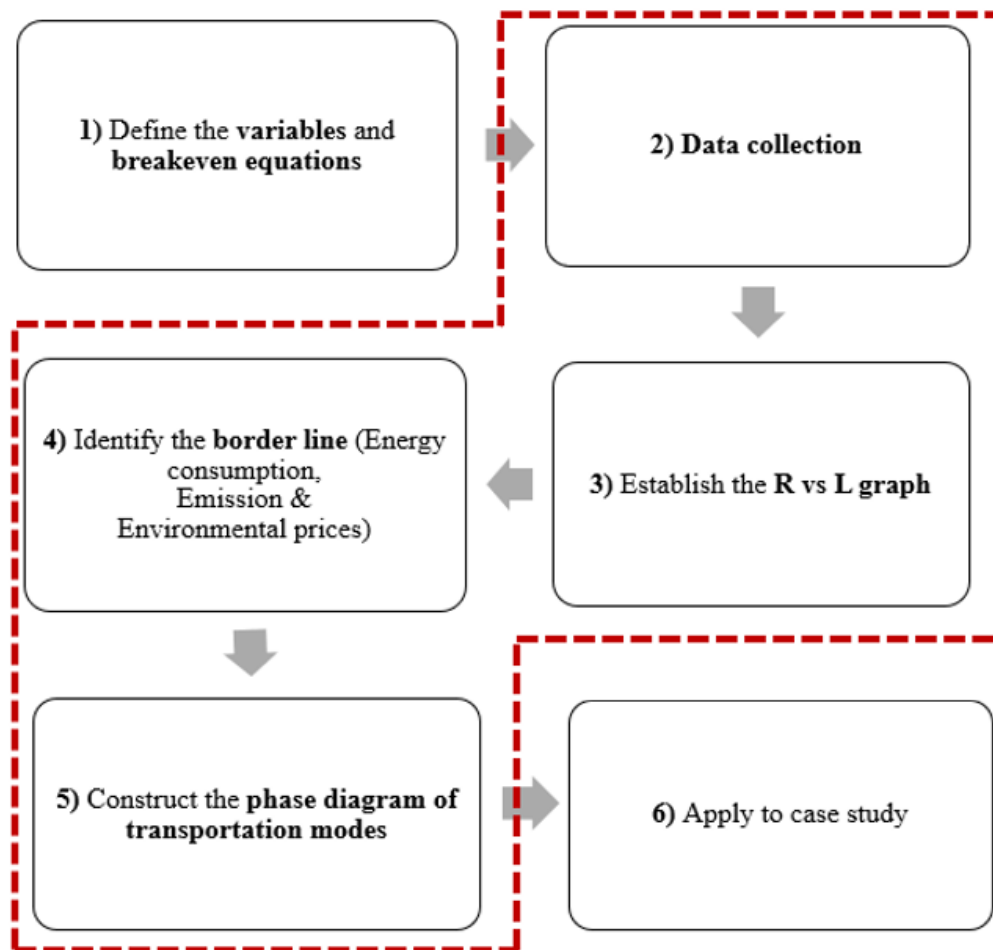 1) Define the variables and
breakeven equations
2) Data collection
3) Establish the R vs L graph
4) Identify the border line (Energy
consumption,
Emission &
Environmental prices)
5) Construct the phase diagram of
transportation modes
6) Apply to case study